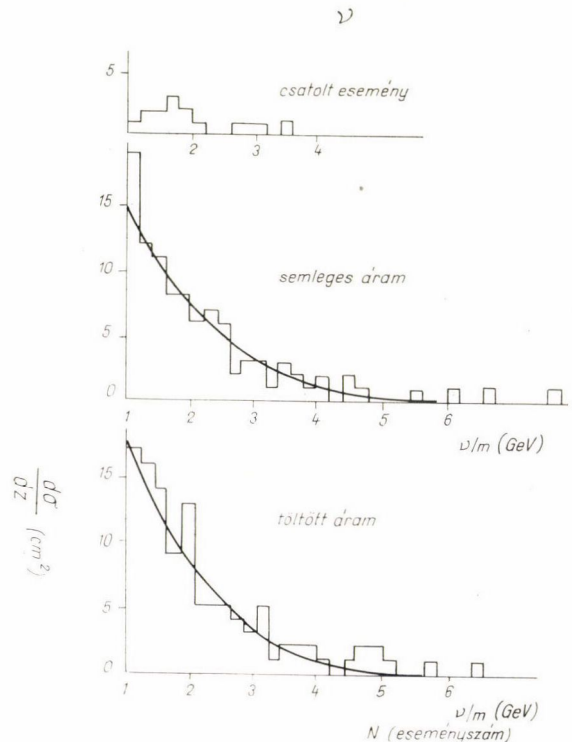 ν
5
csatolt esemény
2 3 4
15
10
5
0
semleges áram
1 2 3 4 5 6
ν/m (GeV)
15
10
5
0
töltött áram
1 2 3 4 5 6
ν/m (GeV)
N (eseményszám)
dσ/dz (cm²)